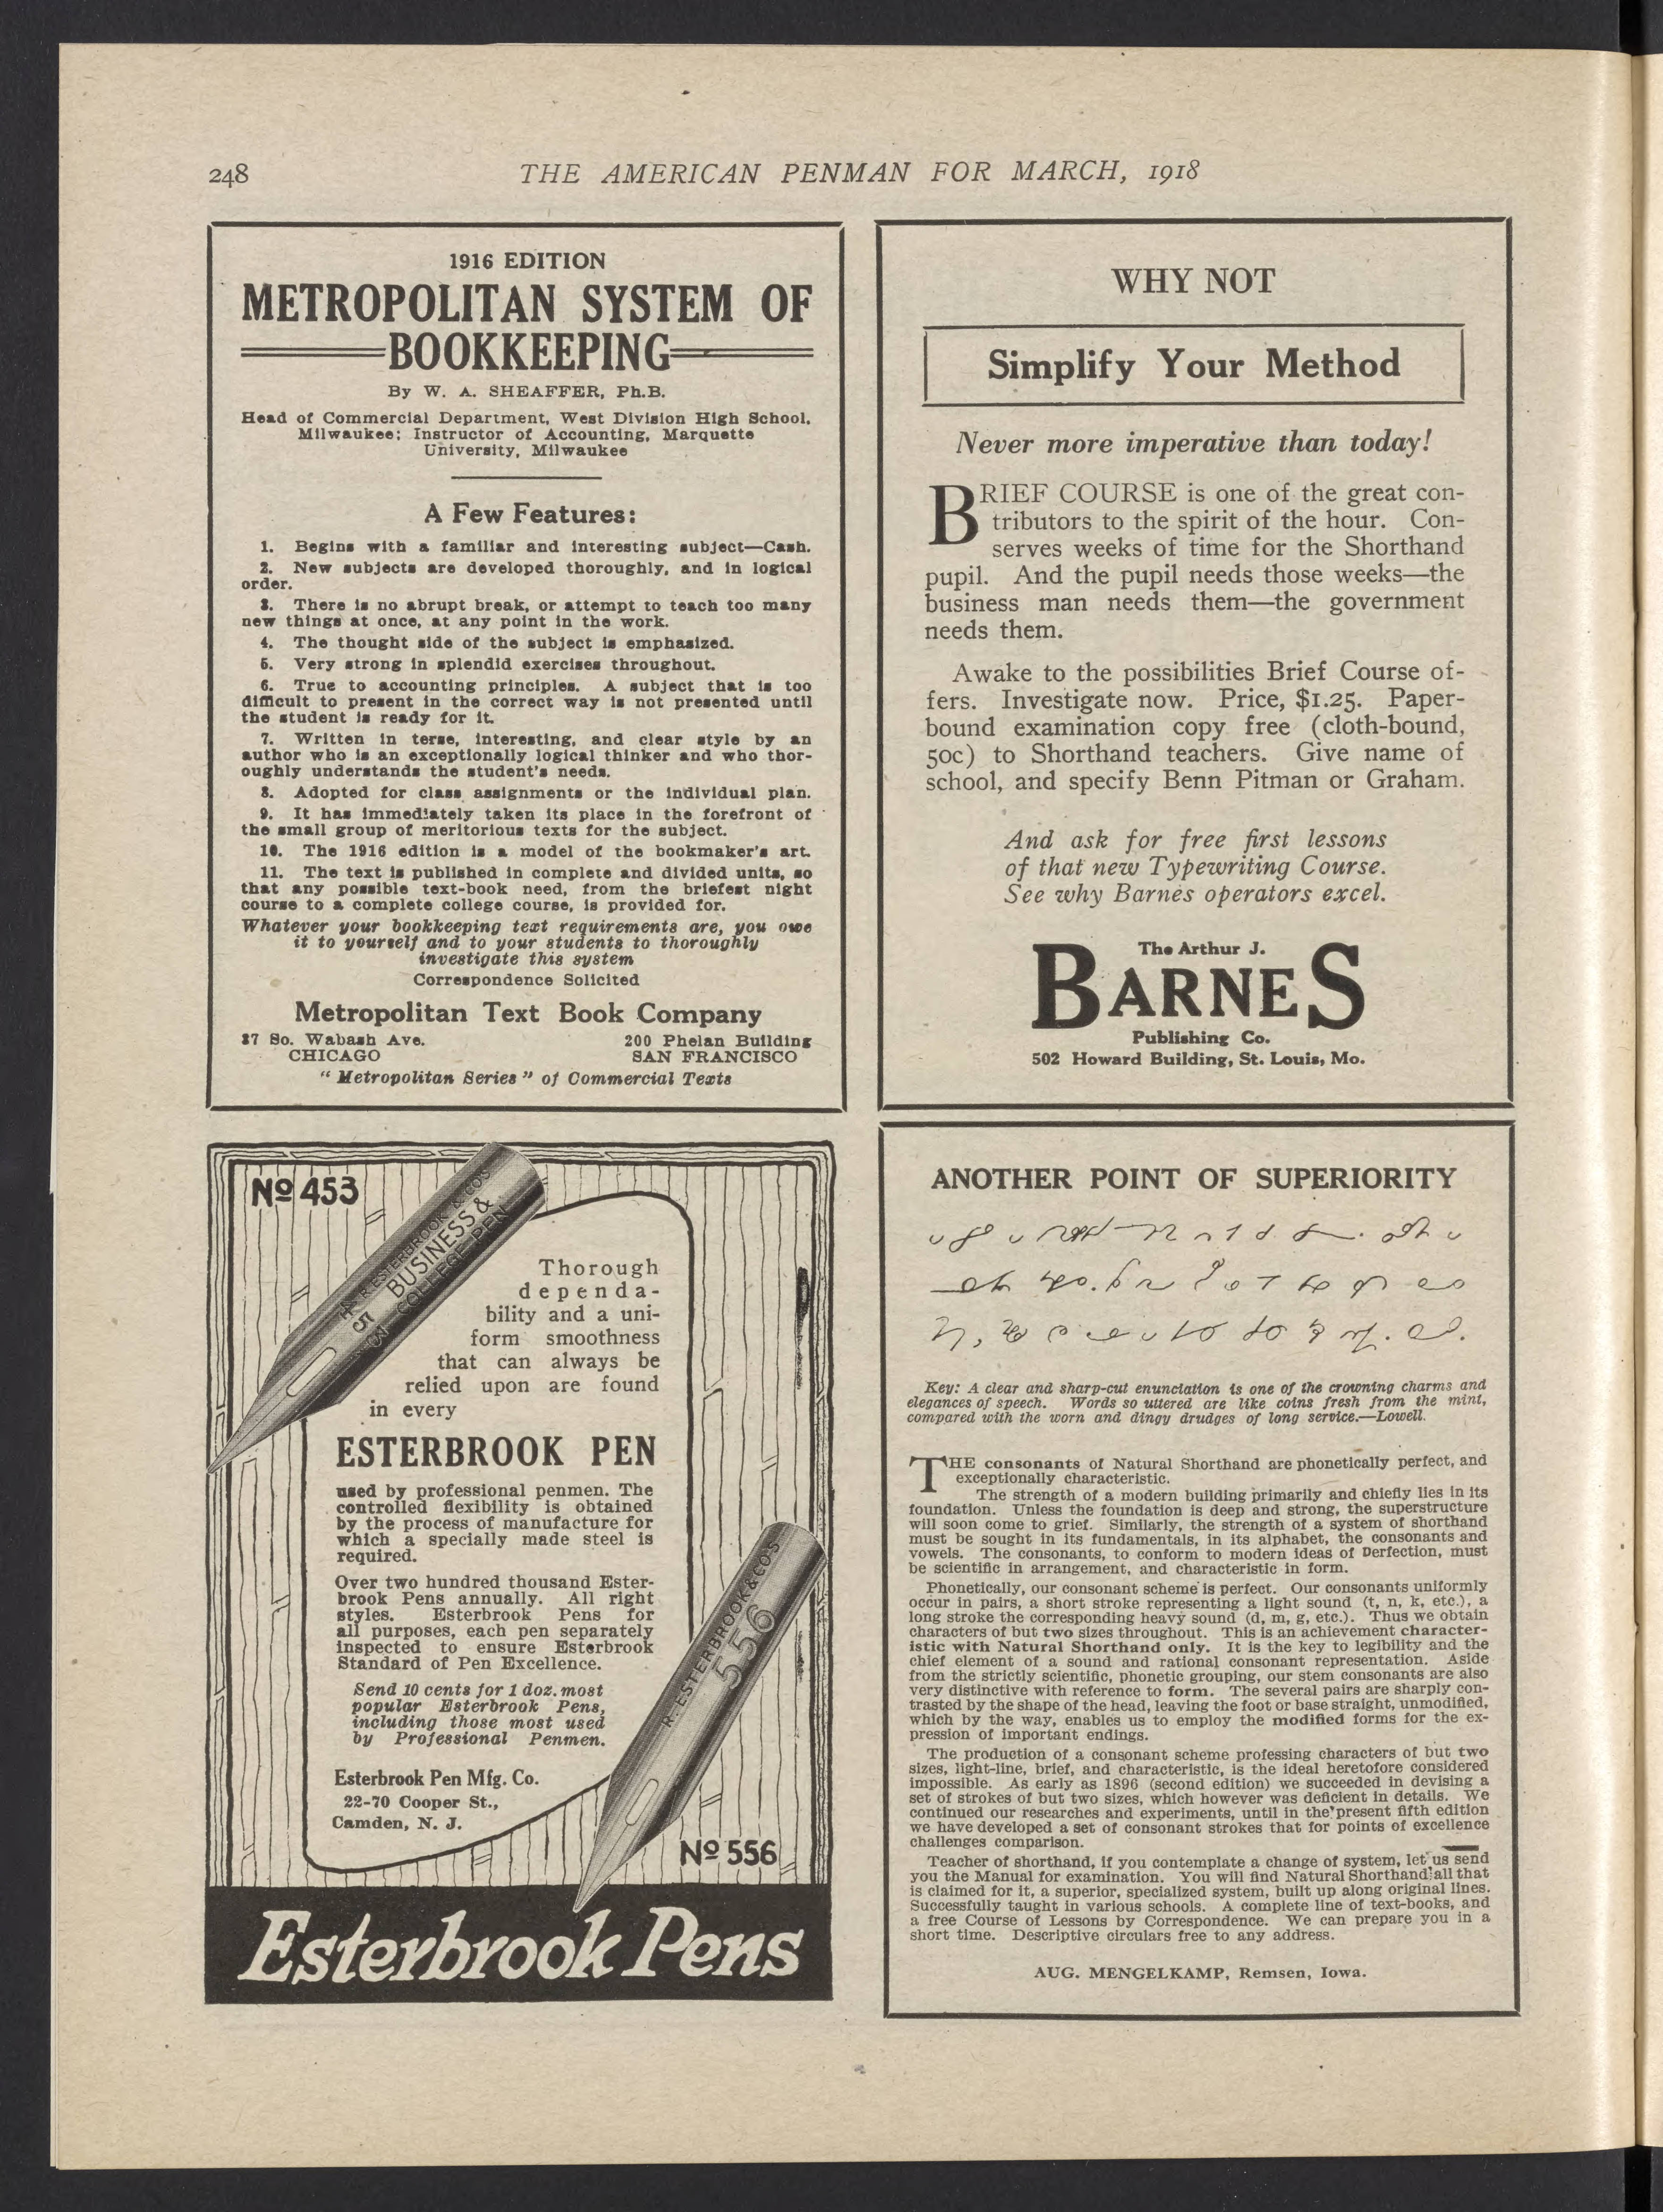 248
THE AMERICAN PENMAN FOR MARCH, 1918
1916 EDITION
METROPOLITAN SYSTEM OF
BOOKKEEPING
By W. A. SHEAFFER, Ph.B.
Head of Commercial Department, West Division High School,
Milwaukee; Instructor of Accounting, Marquette
University, Milwaukee
A Few Features:
1. Begins with a familiar and interesting subject—Cash.
2. New subjects are developed thoroughly, and in logical
order.
3. There is no abrupt break, or attempt to teach too many
new things at once, at any point in the work.
4. The thought side of the subject is emphasized.
5. Very strong in splendid exercises throughout.
6. True to accounting principles. A subject that is too
difficult to present in the correct way is not presented until
the student is ready for it.
7. Written in terse, interesting, and clear style by an
author who is an exceptionally logical thinker and who thor-
oughly understands the student's needs.
8. Adopted for class assignments or the individual plan.
9. It has immediately taken its place in the forefront of
the small group of meritorious texts for the subject.
10. The 1916 edition is a model of the bookmaker's art.
11. The text is published in complete and divided units, so
that any possible text-book need, from the briefest night
course to a complete college course, is provided for.
Whatever your bookkeeping text requirements are, you owe
it to yourself and to your students to thoroughly
investigate this system
Correspondence Solicited
Metropolitan Text Book Company
37 So. Wabash Ave. 200 Phelan Building
CHICAGO SAN FRANCISCO
"Metropolitan Series" of Commercial Texts
WHY NOT
Simplify Your Method
Never more imperative than today!
BRIEF COURSE is one of the great con-
tributors to the spirit of the hour. Con-
serves weeks of time for the Shorthand
pupil. And the pupil needs those weeks—the
business man needs them—the government
needs them.
Awake to the possibilities Brief Course of-
fers. Investigate now. Price, $1.25. Paper-
bound examination copy free (cloth-bound,
50c) to Shorthand teachers. Give name of
school, and specify Benn Pitman or Graham.
And ask for free first lessons
of that new Typewriting Course.
See why Barnes operators excel.
The Arthur J.
BARNES
Publishing Co.
502 Howard Building, St. Louis, Mo.
No 453
R. ESTERBROOK & CO'S
BUSINESS &
COLLEGE PEN
453
Thorough
dependa-
bility and a uni-
form smoothness
that can always be
relied upon are found
in every
ESTERBROOK PEN
used by professional penmen. The
controlled flexibility is obtained
by the process of manufacture for
which a specially made steel is
required.
Over two hundred thousand Ester-
brook Pens annually. All right
styles. Esterbrook Pens for
all purposes, each pen separately
inspected to ensure Esterbrook
Standard of Pen Excellence.
Send 10 cents for 1 doz. most
popular Esterbrook Pens,
including those most used
by Professional Penmen.
Esterbrook Pen Mfg. Co.
22-70 Cooper St.,
Camden, N. J.
R. ESTERBROOK & CO'S
556
No 556
Esterbrook Pens
ANOTHER POINT OF SUPERIORITY
Key: A clear and sharp-cut enunciation is one of the crowning charms and
elegances of speech. Words so uttered are like coins fresh from the mint,
compared with the worn and dingy drudges of long service.—Lowell.
THE consonants of Natural Shorthand are phonetically perfect, and
exceptionally characteristic.
The strength of a modern building primarily and chiefly lies in its
foundation. Unless the foundation is deep and strong, the superstructure
will soon come to grief. Similarly, the strength of a system of shorthand
must be sought in its fundamentals, in its alphabet, the consonants and
vowels. The consonants, to conform to modern ideas of Perfection, must
be scientific in arrangement, and characteristic in form.
Phonetically, our consonant scheme is perfect. Our consonants uniformly
occur in pairs, a short stroke representing a light sound (t, n, k, etc.), a
long stroke the corresponding heavy sound (d, m, g, etc.). Thus we obtain
characters of but two sizes throughout. This is an achievement character-
istic with Natural Shorthand only. It is the key to legibility and the
chief element of a sound and rational consonant representation. Aside
from the strictly scientific, phonetic grouping, our stem consonants are also
very distinctive with reference to form. The several pairs are sharply con-
trasted by the shape of the head, leaving the foot or base straight, unmodified,
which by the way, enables us to employ the modified forms for the ex-
pression of important endings.
The production of a consonant scheme professing characters of but two
sizes, light-line, brief, and characteristic, is the ideal heretofore considered
impossible. As early as 1896 (second edition) we succeeded in devising a
set of strokes of but two sizes, which however was deficient in details. We
continued our researches and experiments, until in the present fifth edition
we have developed a set of consonant strokes that for points of excellence
challenges comparison.
Teacher of shorthand, if you contemplate a change of system, let us send
you the Manual for examination. You will find Natural Shorthand all that
is claimed for it, a superior, specialized system, built up along original lines.
Successfully taught in various schools. A complete line of text-books, and
a free Course of Lessons by Correspondence. We can prepare you in a
short time. Descriptive circulars free to any address.
AUG. MENGELKAMP, Remsen, Iowa.